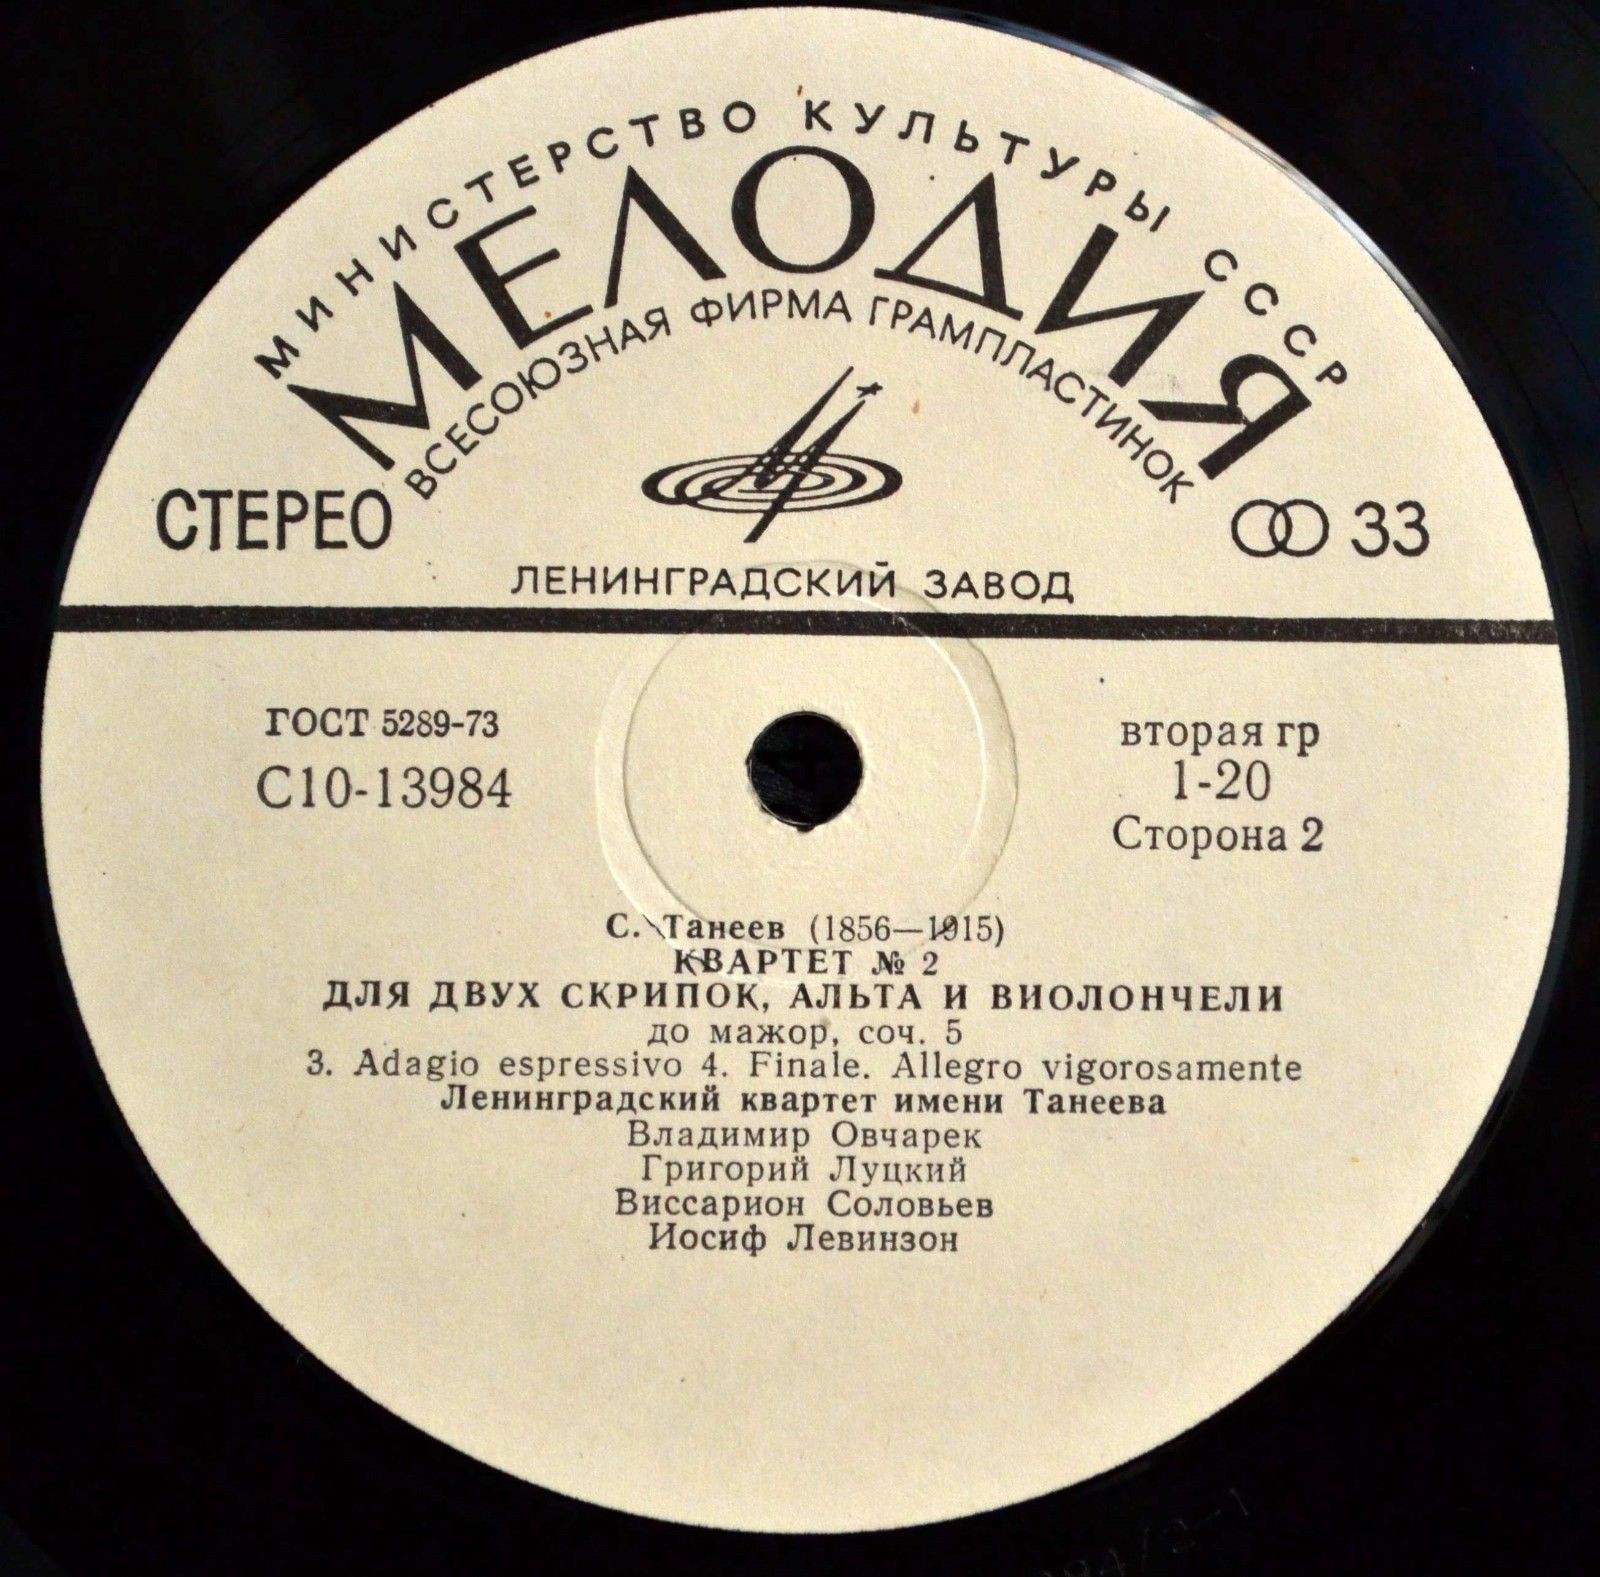 МИНИСТЕРСТВО КУЛЬТУРЫ СССР
МЕЛОДИЯ
ВСЕСОЮЗНАЯ ФИРМА ГРАМПЛАСТИНОК
СТЕРЕО
33
ЛЕНИНГРАДСКИЙ ЗАВОД
ГОСТ 5289-73
С10-13984
вторая гр
1-20
Сторона 2
С. Танеев (1856—1915)
КВАРТЕТ № 2
ДЛЯ ДВУХ СКРИПОК, АЛЬТА И ВИОЛОНЧЕЛИ
до мажор, соч. 5
3. Adagio espressivo 4. Finale. Allegro vigorosamente
Ленинградский квартет имени Танеева
Владимир Овчарек
Григорий Луцкий
Виссарион Соловьев
Иосиф Левинзон